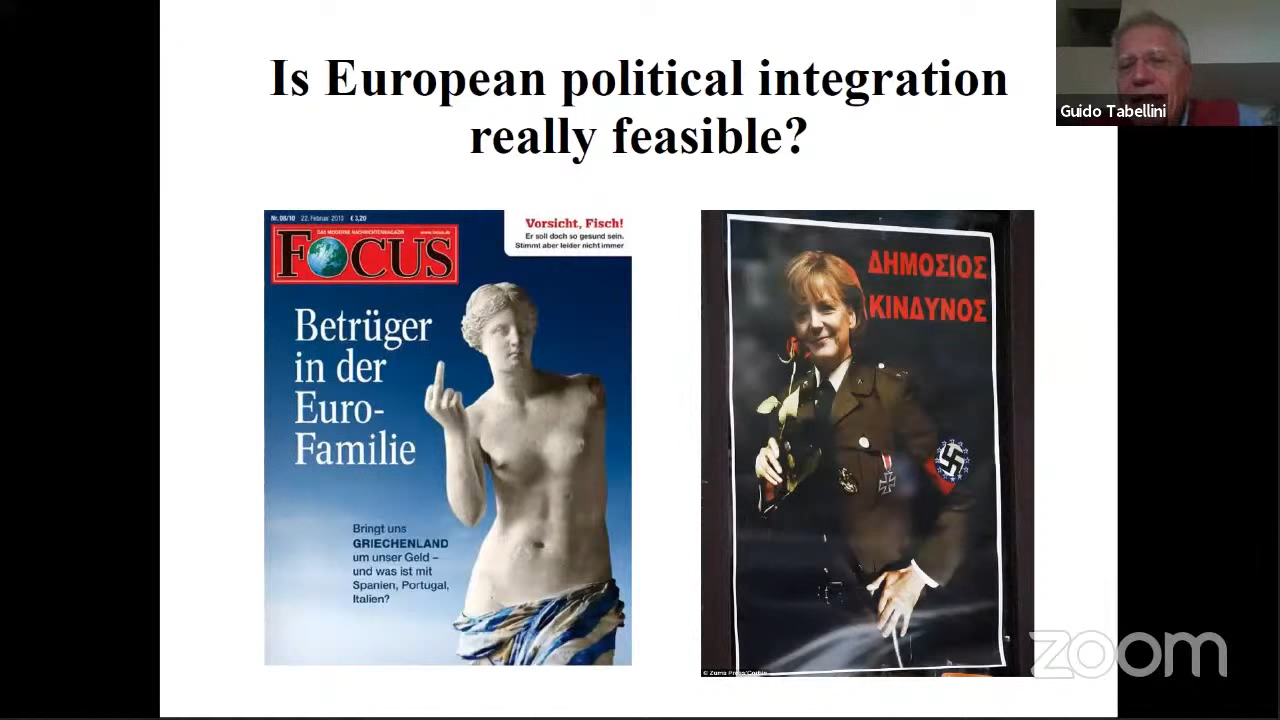 Is European political integration
really feasible?
Guido Tabellini
Nr. 08/10 22. Februar 2010 € 3,20
DAS MODERNE NACHRICHTENMAGAZIN www.focus.de
FOCUS
Vorsicht, Fisch!
Er soll doch so gesund sein.
Stimmt aber leider nicht immer
Betrüger
in der
Euro-
Familie
Bringt uns
GRIECHENLAND
um unser Geld –
und was ist mit
Spanien, Portugal,
Italien?
ΔΗΜΟΣΙΟΣ
ΚΙΝΔΥΝΟΣ
© Zuma Press/Corbis
zoom